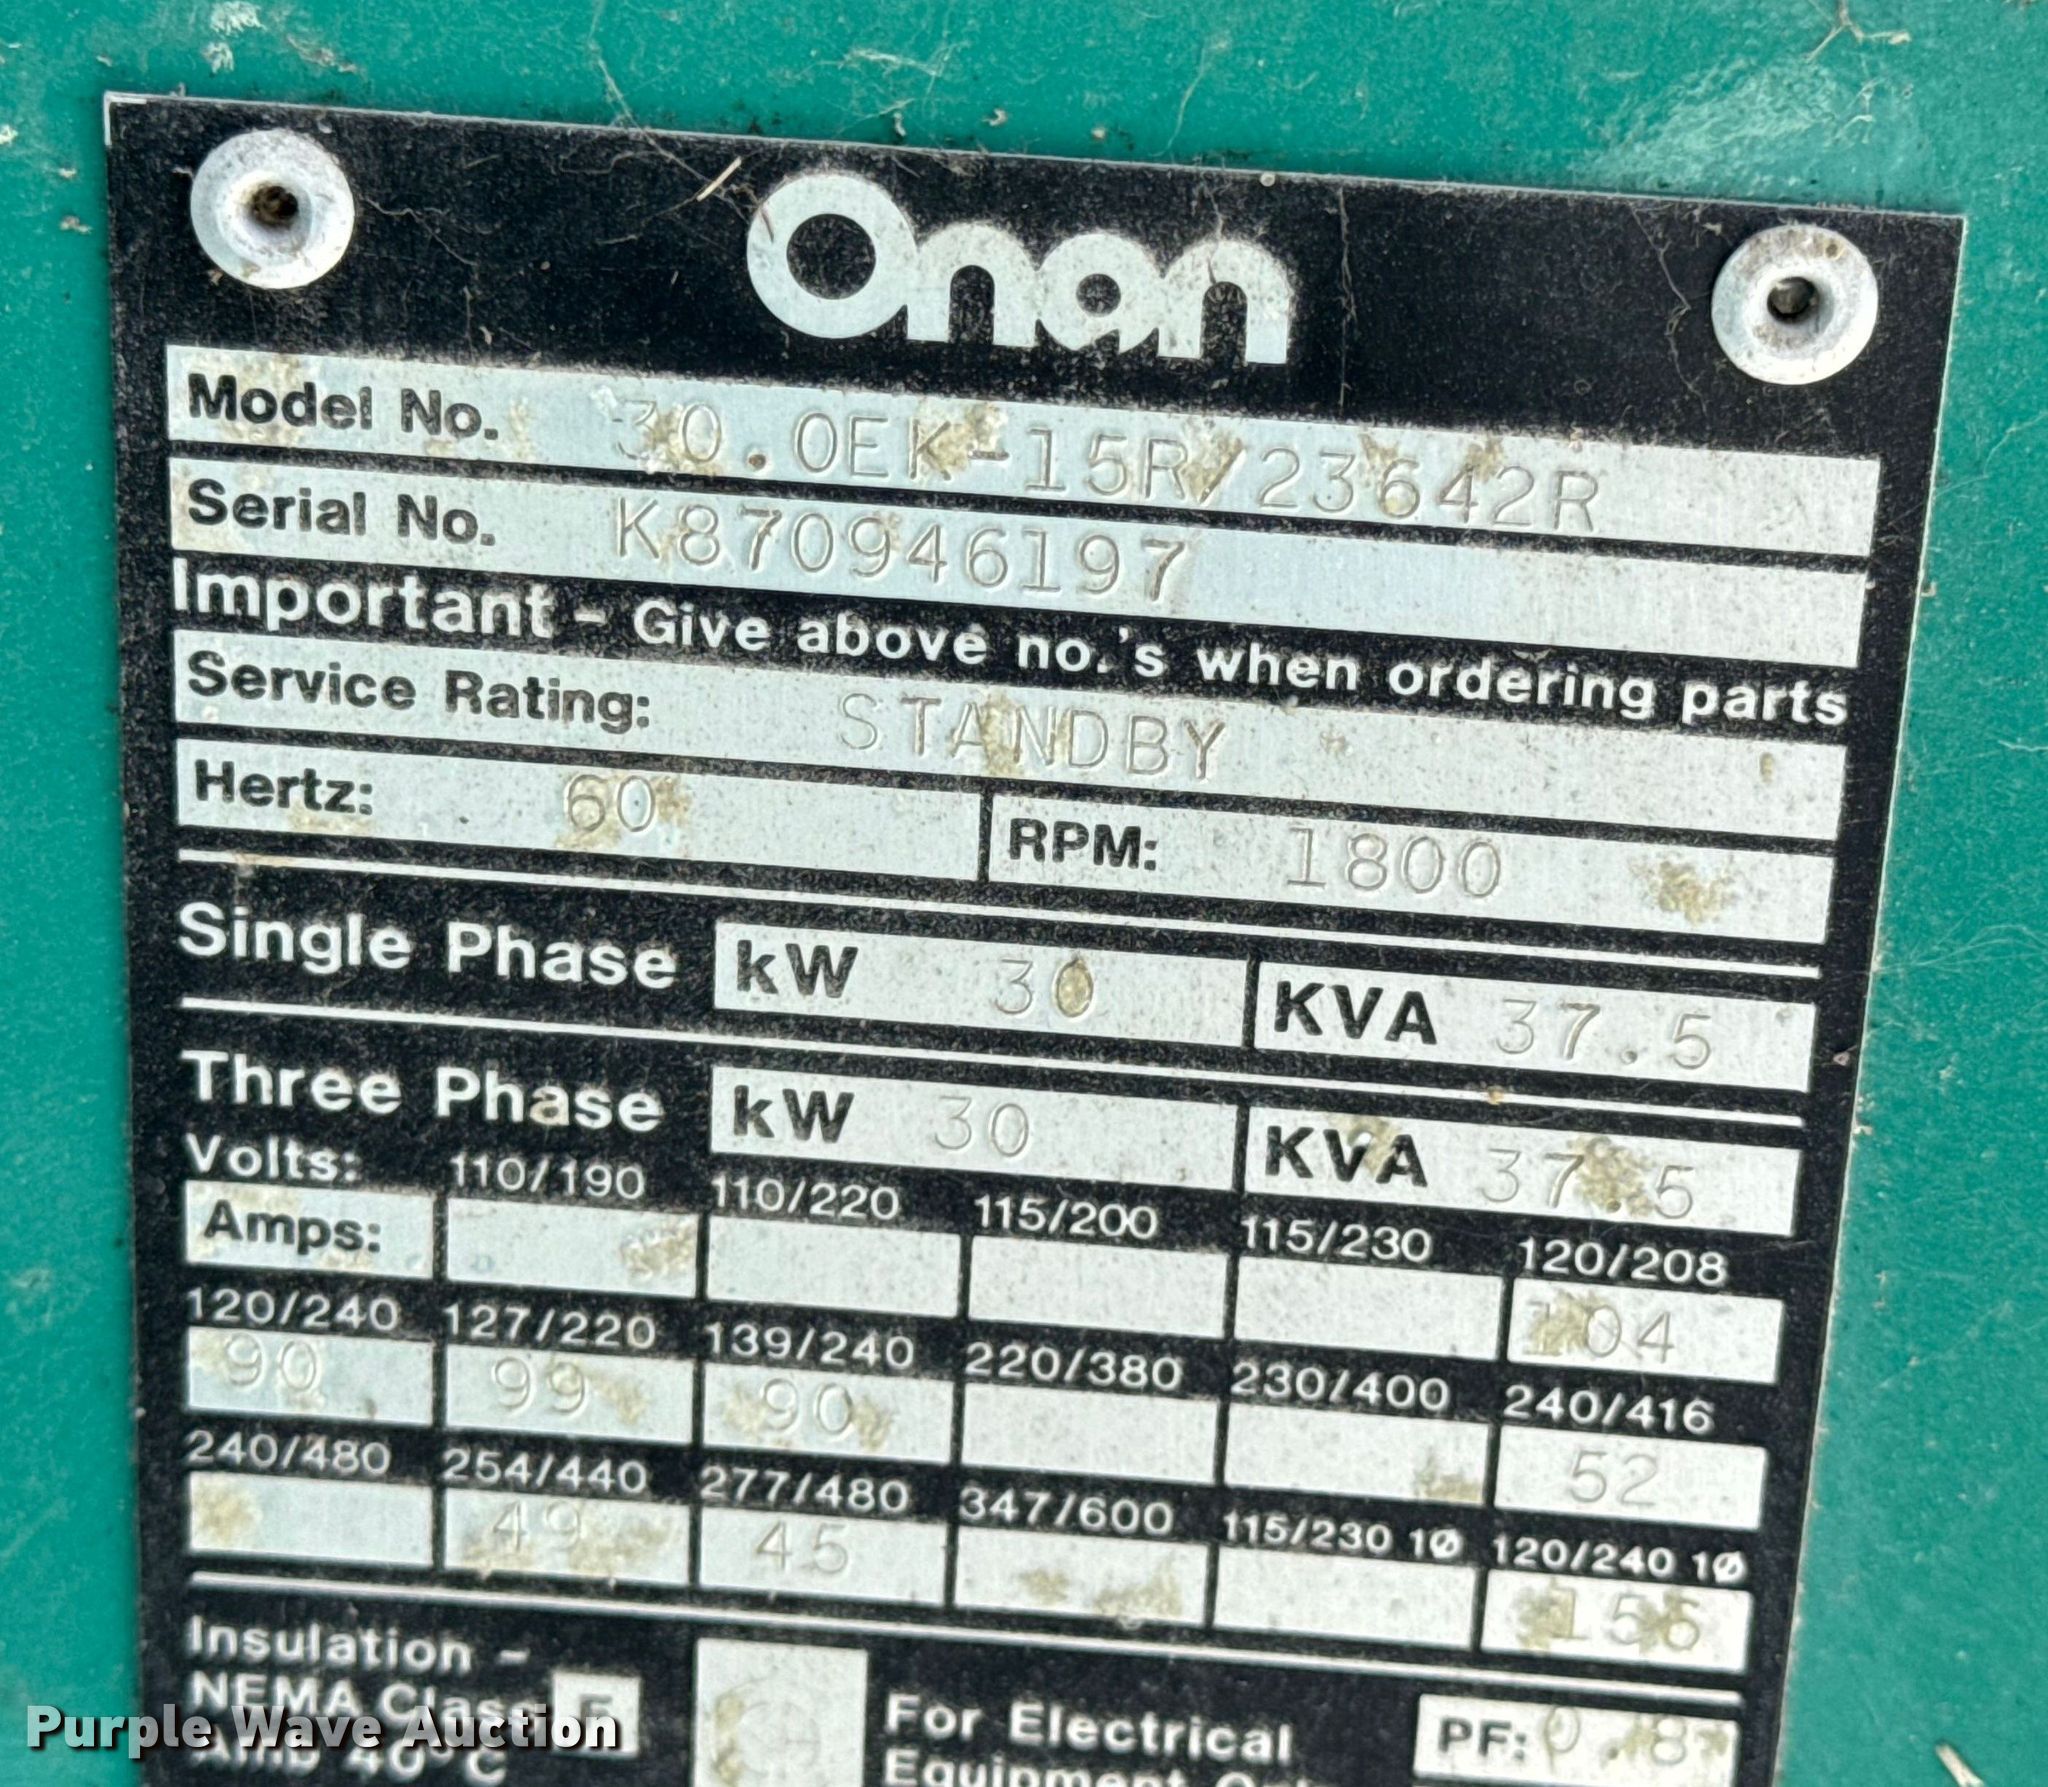 Onan
Model No. 30.0EK-15R/23642R
Serial No. K870946197
Important - Give above no.'s when ordering parts
Service Rating: STANDBY
Hertz: 60 RPM: 1800
Single Phase kW 30 KVA 37.5
Three Phase kW 30 KVA 37.5
Volts: 110/190 110/220 115/200 115/230 120/208
Amps: 104
120/240 127/220 139/240 220/380 230/400 240/416
90 99 90 52
240/480 254/440 277/480 347/600 115/230 1Ø 120/240 1Ø
49 45 156
Insulation -
NEMA Class F
For Electrical
PF: 0.8
Amb 40°C
Equipment
Purple Wave Auction